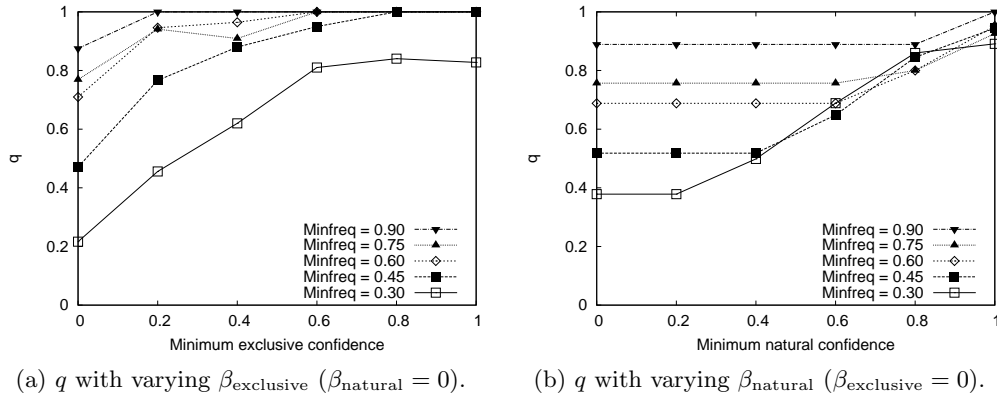 1
0.8
0.6
0.4
0.2
0
q
0 0.2 0.4 0.6 0.8 1
Minimum exclusive confidence
Minfreq = 0.90
Minfreq = 0.75
Minfreq = 0.60
Minfreq = 0.45
Minfreq = 0.30
(a) q with varying βexclusive (βnatural = 0).
1
0.8
0.6
0.4
0.2
0
q
0 0.2 0.4 0.6 0.8 1
Minimum natural confidence
Minfreq = 0.90
Minfreq = 0.75
Minfreq = 0.60
Minfreq = 0.45
Minfreq = 0.30
(b) q with varying βnatural (βexclusive = 0).